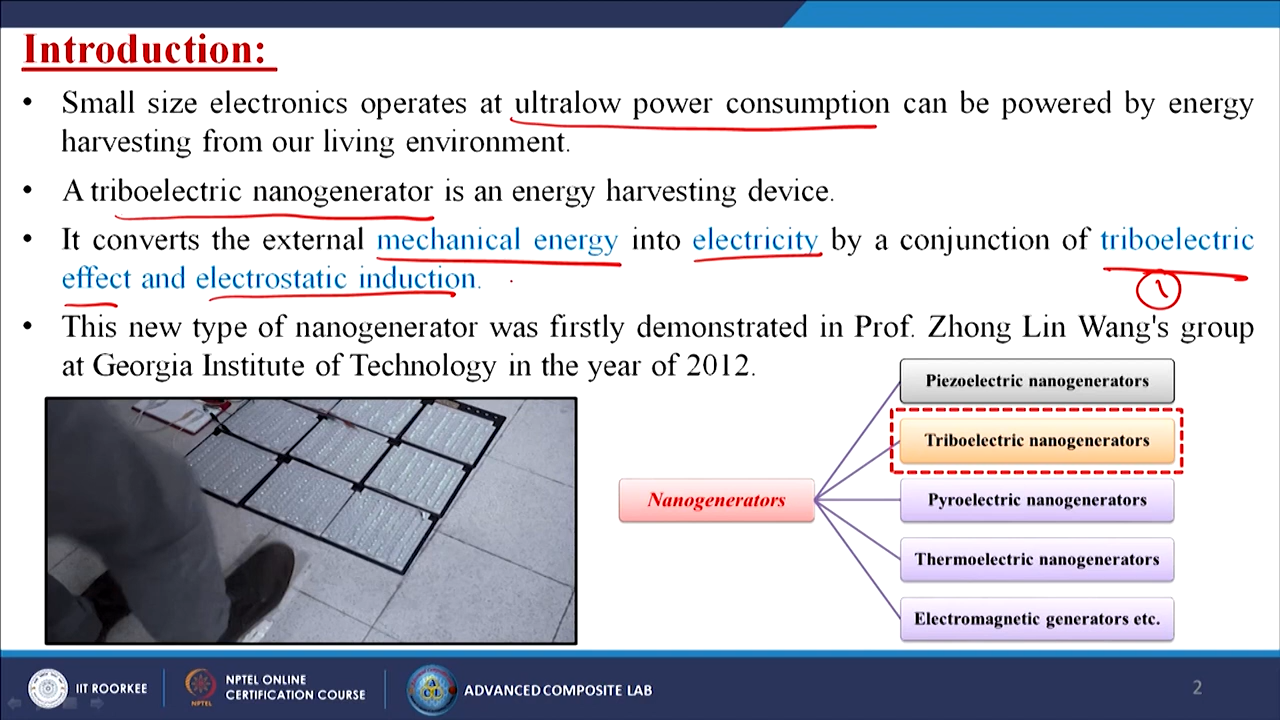 Introduction:
• Small size electronics operates at ultralow power consumption can be powered by energy
harvesting from our living environment.
• A triboelectric nanogenerator is an energy harvesting device.
• It converts the external mechanical energy into electricity by a conjunction of triboelectric
effect and electrostatic induction.
1
• This new type of nanogenerator was firstly demonstrated in Prof. Zhong Lin Wang's group
at Georgia Institute of Technology in the year of 2012.
Piezoelectric nanogenerators
Triboelectric nanogenerators
Nanogenerators
Pyroelectric nanogenerators
Thermoelectric nanogenerators
Electromagnetic generators etc.
IIT ROORKEE
NPTEL
NPTEL ONLINE
CERTIFICATION COURSE
ADVANCED COMPOSITE LAB
2